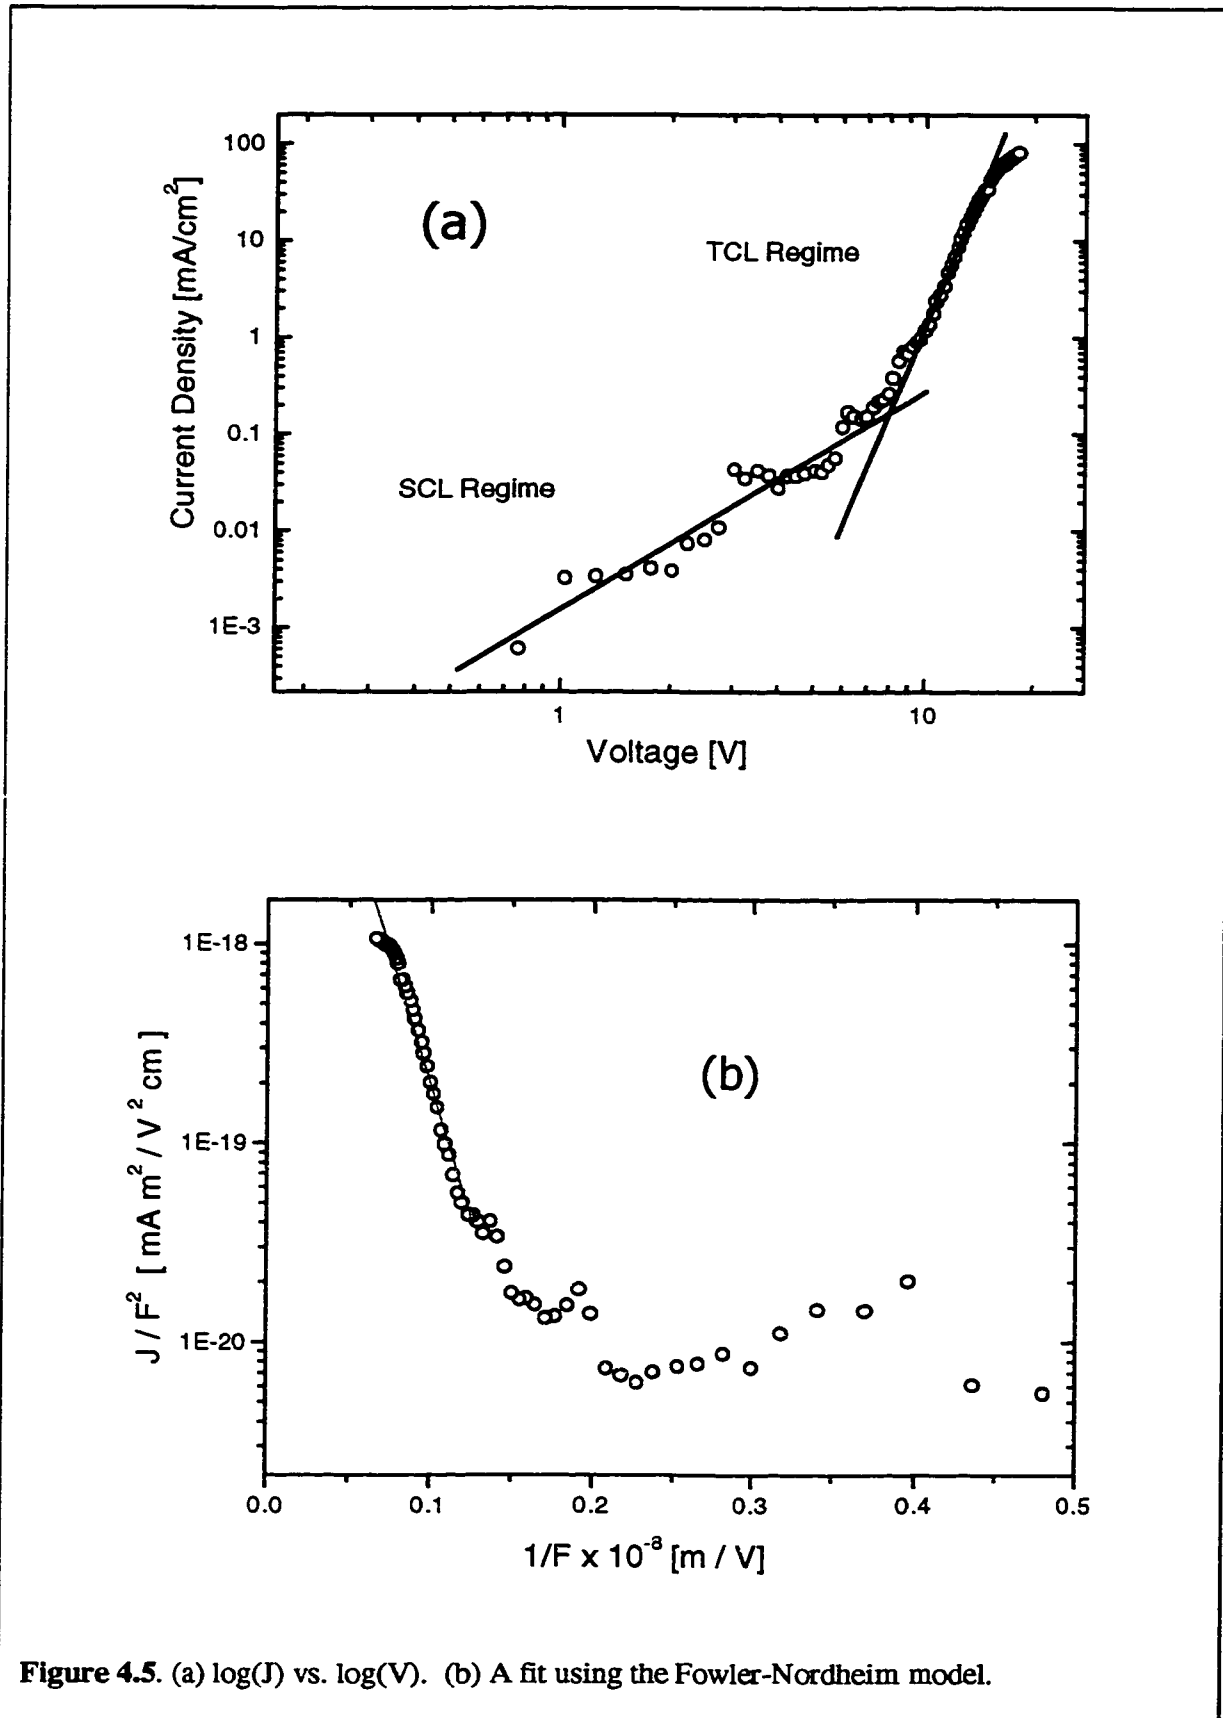 100
(a)
TCL Regime
10
1
0.1
SCL Regime
0.01
1E-3
Current Density [mA/cm²]
1
10
Voltage [V]
1E-18
(b)
1E-19
1E-20
J / F² [ mA m² / V² cm ]
0.0
0.1
0.2
0.3
0.4
0.5
1/F x 10⁻⁸ [m / V]
Figure 4.5. (a) log(J) vs. log(V). (b) A fit using the Fowler-Nordheim model.